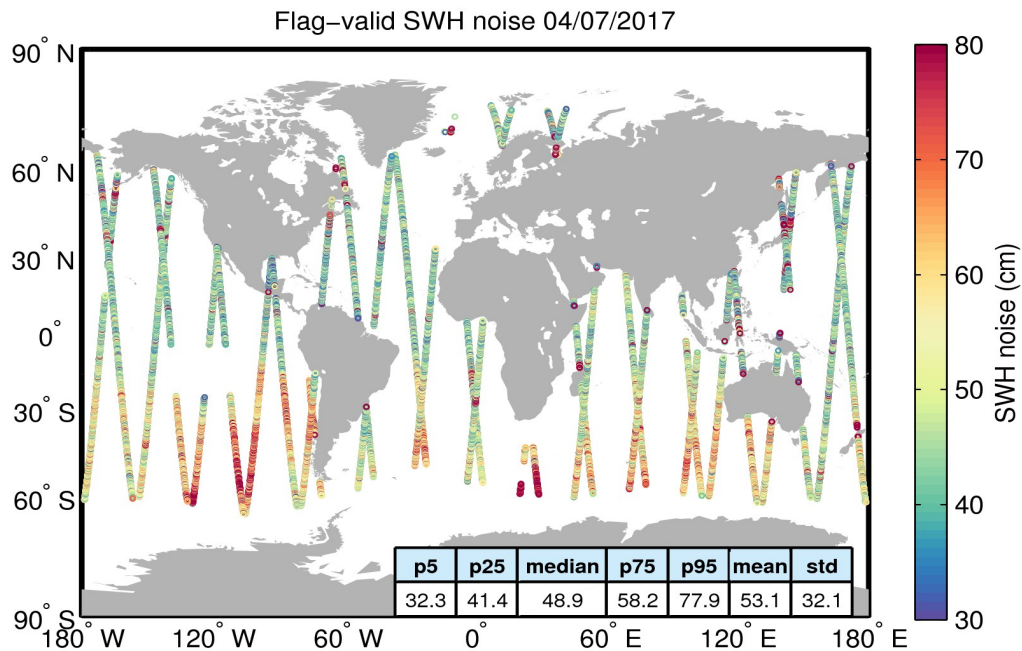 Flag−valid SWH noise 04/07/2017
90° N
60° N
30° N
0°
30° S
60° S
90° S
180° W
120° W
60° W
0°
60° E
120° E
180° E
p5 p25 median p75 p95 mean std
32.3 41.4 48.9 58.2 77.9 53.1 32.1
80
70
60
50
40
30
SWH noise (cm)